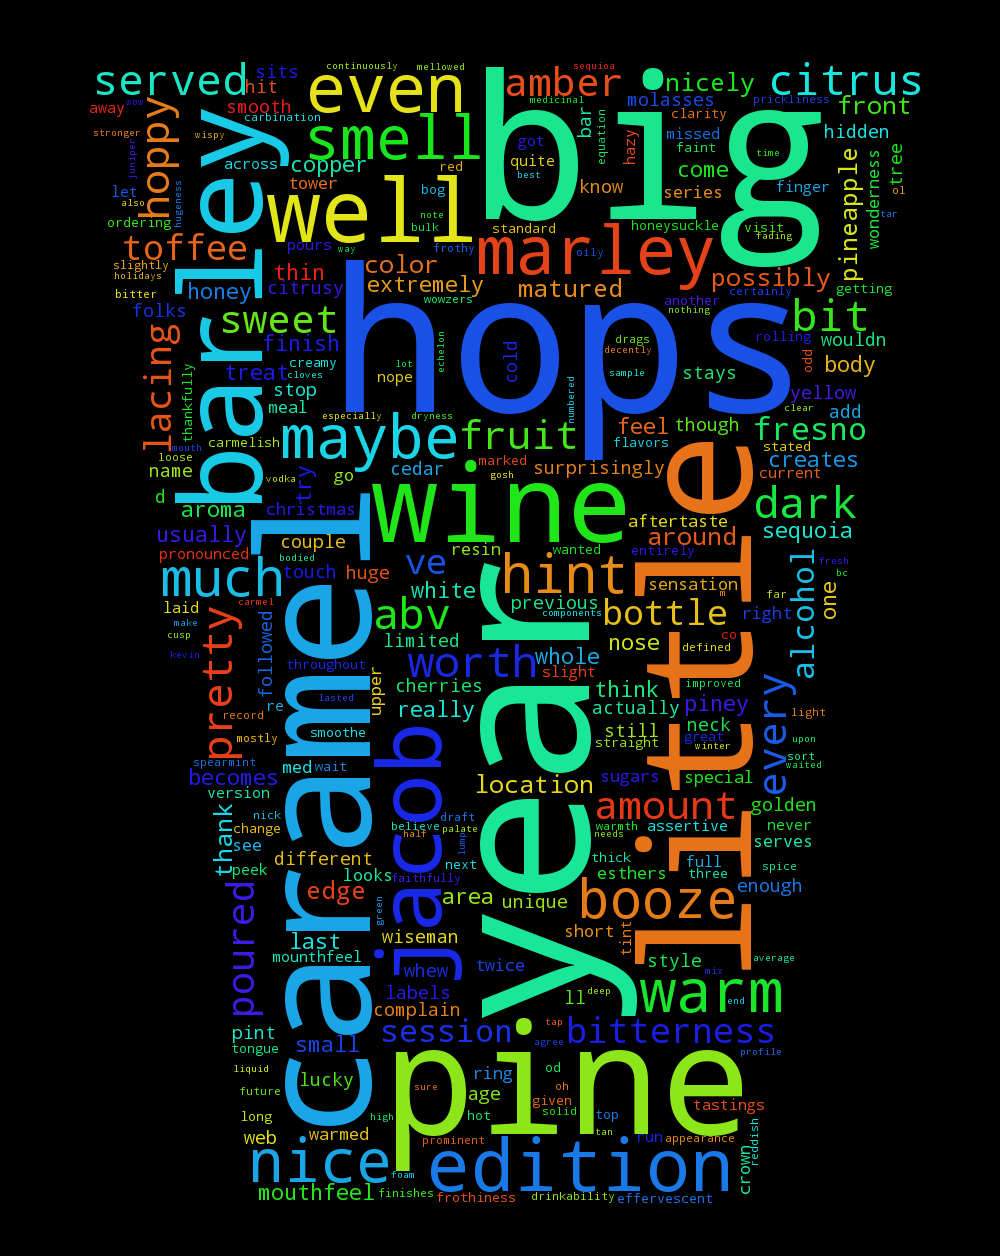 continuously mellowed sequoia
served sits even big amber nicely citrus
away wow hit smell medicinal molasses prickliness front
hoppy smooth carbination bar clarity
stronger wispy got equation missed hidden
juniper barley across copper red quite hazy faint time tree
let tower well bog best know come series finger pineapple wonderness ol
also hugeness
ordering note bulk standard honeysuckle visit fading tar
toffee pours way frothy marley oily
slightly holidays thin color extremely matured possibly
bitter honey citrusy wowzers another nothing certainly getting
folks sweet finish hops bit
lacing echelon cold drags rolling wouldn
thankfully treat creamy cloves lot nope decently sample stays odd body
stop meal numbered yellow
especially dryness clear add
carmelish maybe fruit feel though fresno
mouth loose flavors stated
name vodka cedar marked gosh surprisingly creates
d try go wine current
aroma christmas aftertaste dark
usually couple around sequoia
pronounced bodied resin wanted entirely
much touch huge ve hint little alcohol fresh bc
white sensation m far one
laid carmel caramel abv previous components bottle right
make cusp pretty followed limited nose co defined
kevin throughout worth whole slight
upper cherries think improved
record re lasted really year actually piney every light
mostly smoothe still neck great winter upon
spearmint med wait jacob straight sort waited
becomes location sugars special
version amount golden
thank nick draft believe palate warmth assertive never
change half needs
see different lump next thick full serves
peek looks faithfully esthers three spice
poured edge area unique booze enough
green
last wiseman short tint
mounthfeel whew twice style mix average
labels ll deep warm end
complain
pint session tap bitterness
tongue small agree profile
liquid lucky pine ring od
future sure age oh given tastings
long high hot solid top
web warmed prominent tan run appearance reddish
nice foam edition crown
mouthfeel finishes frothiness drinkability effervescent